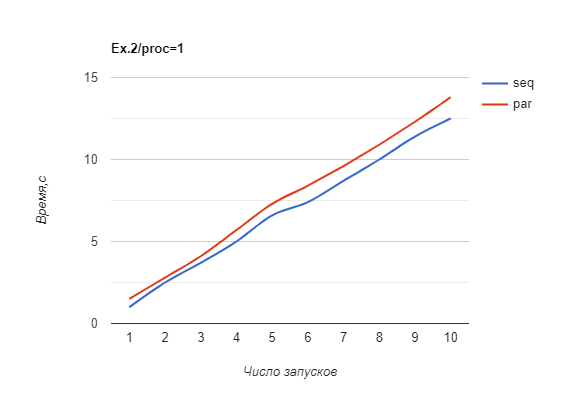 Ex.2/proc=1
15
10
5
0
Время,с
1 2 3 4 5 6 7 8 9 10
Число запусков
seq
par